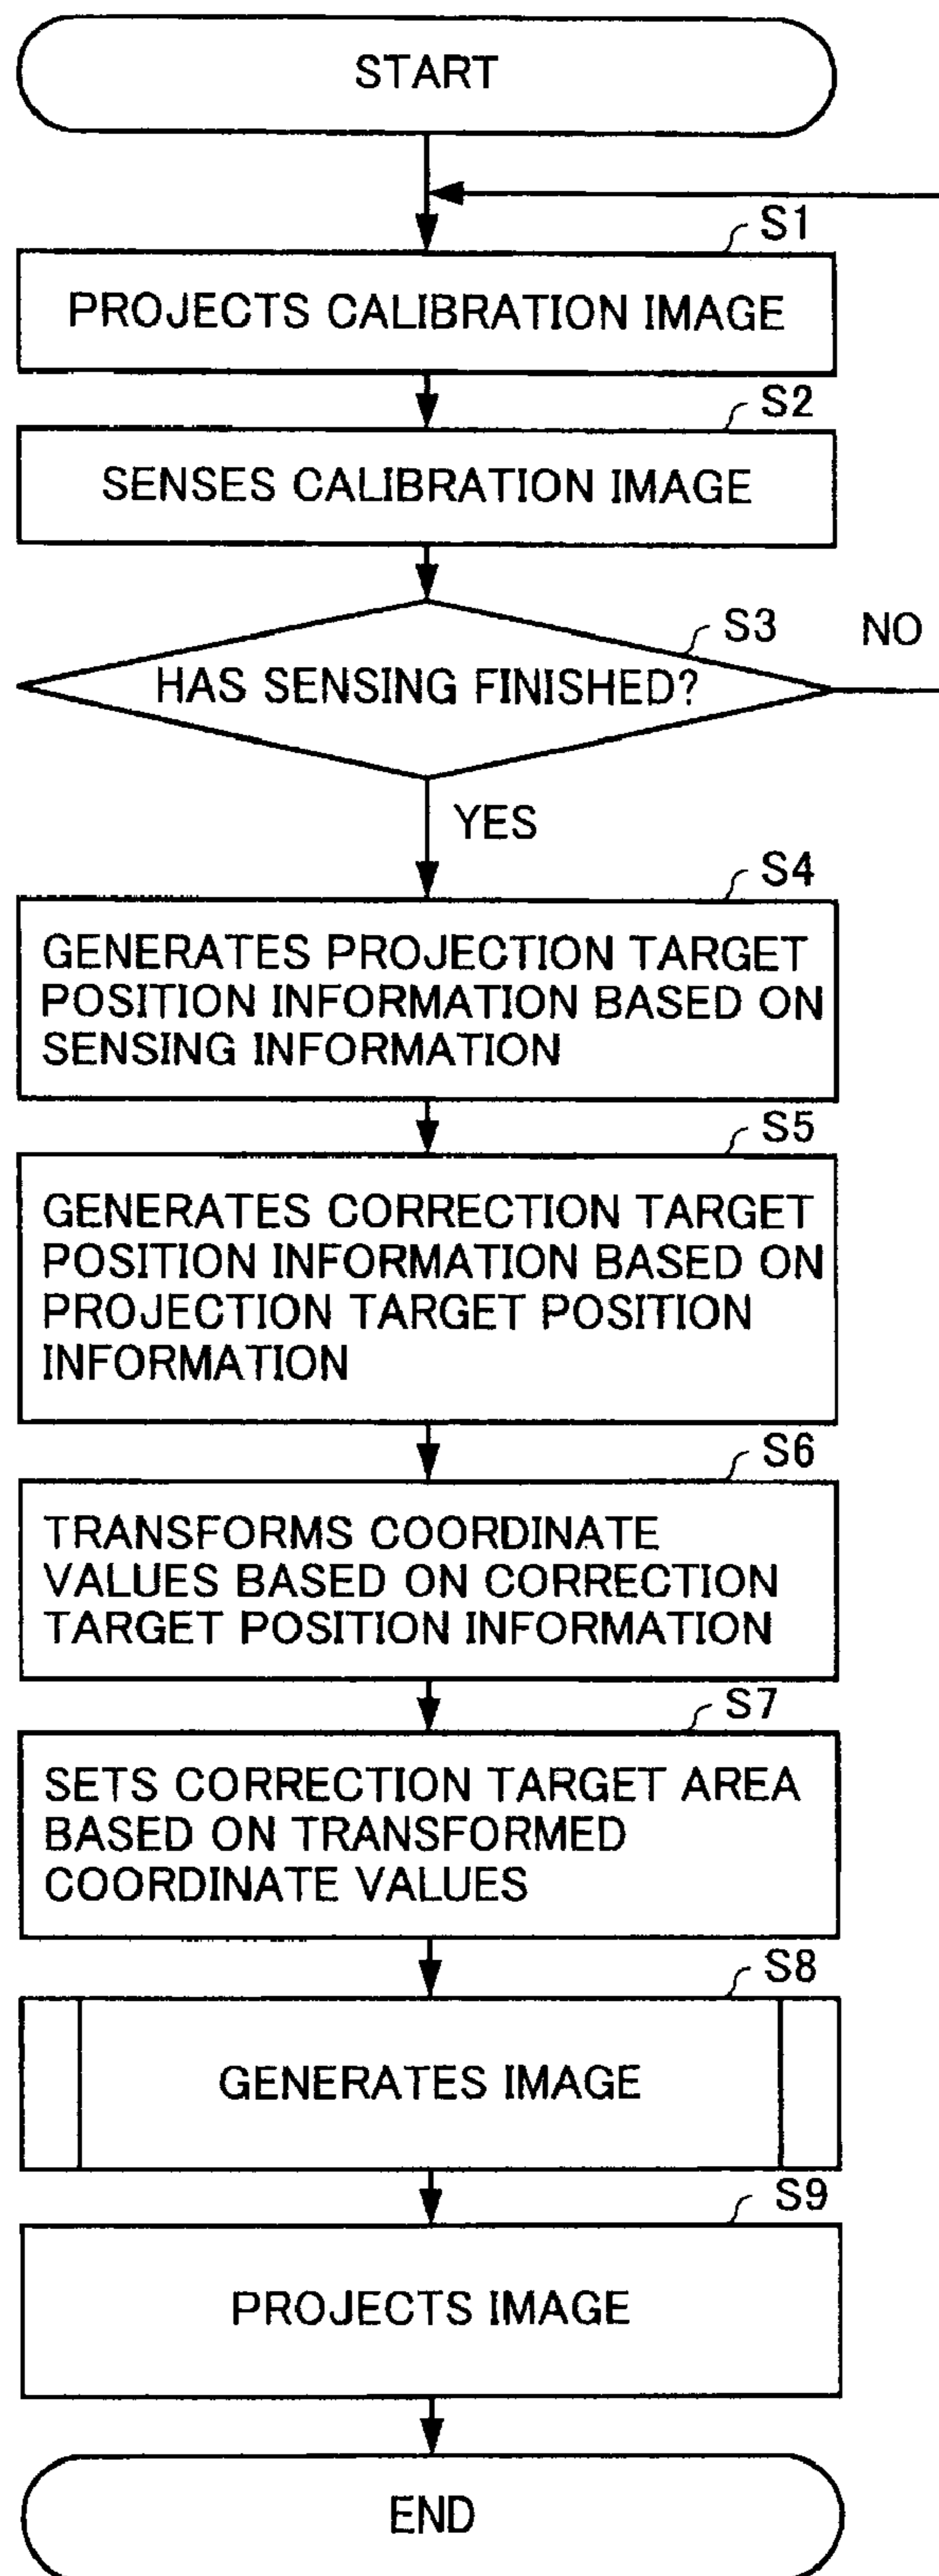 START
S1
PROJECTS CALIBRATION IMAGE
S2
SENSES CALIBRATION IMAGE
S3
NO
HAS SENSING FINISHED?
YES
S4
GENERATES PROJECTION TARGET
POSITION INFORMATION BASED ON
SENSING INFORMATION
S5
GENERATES CORRECTION TARGET
POSITION INFORMATION BASED ON
PROJECTION TARGET POSITION
INFORMATION
S6
TRANSFORMS COORDINATE
VALUES BASED ON CORRECTION
TARGET POSITION INFORMATION
S7
SETS CORRECTION TARGET AREA
BASED ON TRANSFORMED
COORDINATE VALUES
S8
GENERATES IMAGE
S9
PROJECTS IMAGE
END